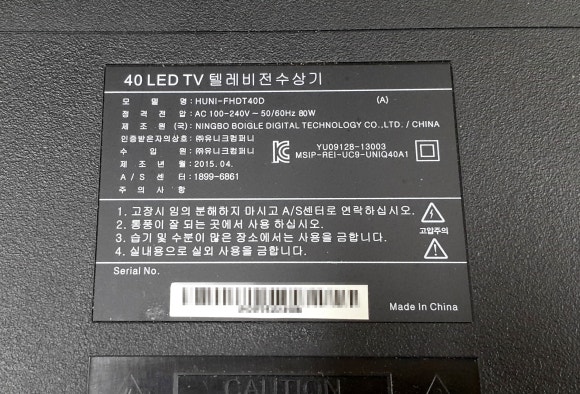 40 LED TV 텔레비전수상기
모 델 명 : HUNI-FHDT40D (A)
정 격 전 압 : AC 100-240V ~ 50/60Hz 80W
제 조 원 (국) : NINGBO BOIGLE DIGITAL TECHNOLOGY CO.,LTD. / CHINA
인증받은자의상호 : ㈜유니크컴퍼니
수 입 원 : ㈜유니크컴퍼니
제 조 년 월 : 2015.04.
A / S 센 터 : 1899-6861
주 의 사 항
YU09128-13003
MSIP-REI-UC9-UNIQ40A1
1. 고장시 임의 분해하지 마시고 A/S센터로 연락하십시오.
2. 통풍이 잘 되는 곳에서 사용 하십시오.
3. 습기 및 수분이 많은 장소에서는 사용을 금합니다.
4. 실내용으로 실외 사용을 금합니다.
고압주의
Serial No.
Made In China
CAUTION